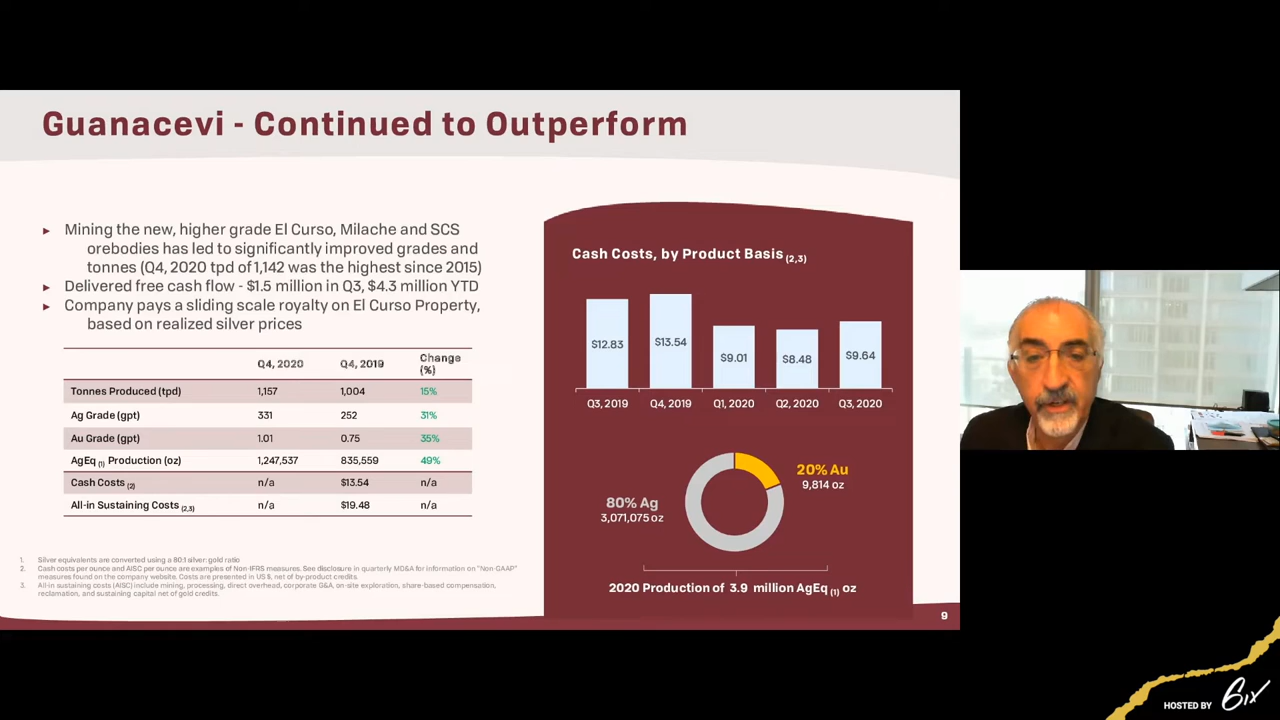 Guanacevi - Continued to Outperform
► Mining the new, higher grade El Curso, Milache and SCS
orebodies has led to significantly improved grades and
tonnes (Q4, 2020 tpd of 1,142 was the highest since 2015)
► Delivered free cash flow - $1.5 million in Q3, $4.3 million YTD
► Company pays a sliding scale royalty on El Curso Property,
based on realized silver prices
Q4, 2020 Q4, 2019 Change (%)
Tonnes Produced (tpd) 1,157 1,004 15%
Ag Grade (gpt) 331 252 31%
Au Grade (gpt) 1.01 0.75 35%
AgEq (1) Production (oz) 1,247,537 835,559 49%
Cash Costs (2) n/a $13.54 n/a
All-in Sustaining Costs (2,3) n/a $19.48 n/a
1. Silver equivalents are converted using a 80:1 silver: gold ratio
2. Cash costs per ounce and AISC per ounce are examples of Non-IFRS measures. See disclosure in quarterly MD&A for information on "Non-GAAP"
measures found on the company website. Costs are presented in US $, net of by-product credits.
3. All-in sustaining costs (AISC) include mining, processing, direct overhead, corporate G&A, on-site exploration, share-based compensation,
reclamation, and sustaining capital net of gold credits.
Cash Costs, by Product Basis (2,3)
$12.83 $13.54 $9.01 $8.48 $9.64
Q3, 2019 Q4, 2019 Q1, 2020 Q2, 2020 Q3, 2020
20% Au
9,814 oz
80% Ag
3,071,075 oz
2020 Production of 3.9 million AgEq (1) oz
9
HOSTED BY 6ix